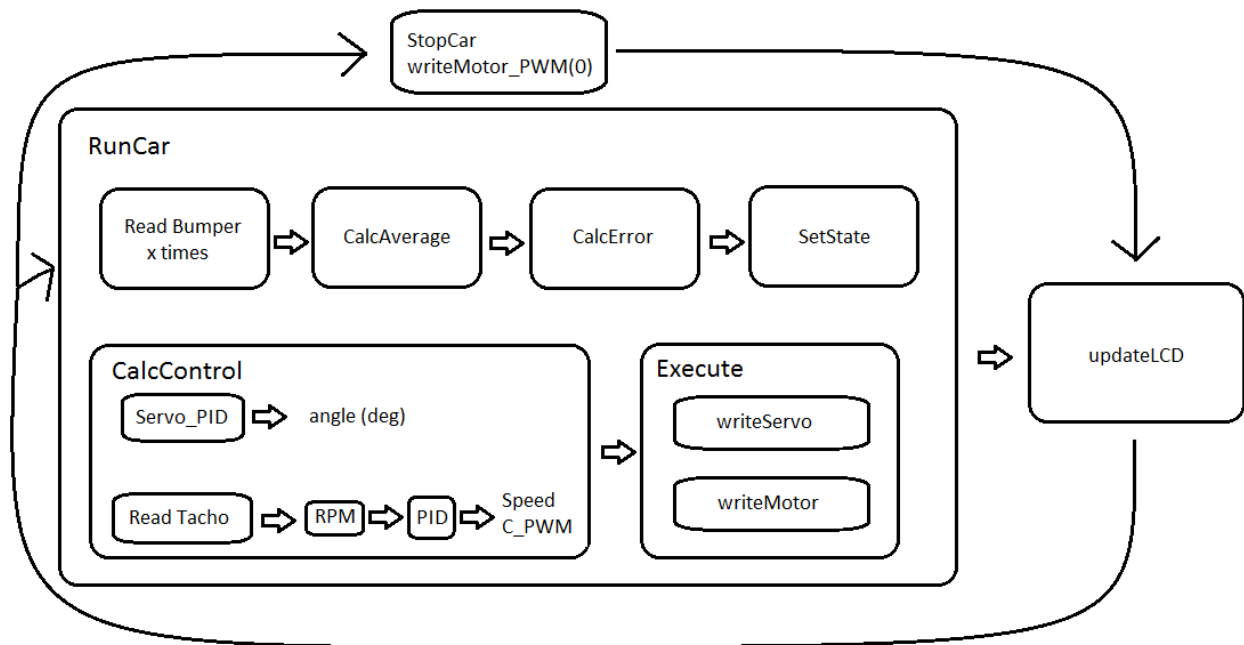 StopCar
writeMotor_PWM(0)
RunCar
Read Bumper
x times
CalcAverage
CalcError
SetState
CalcControl
Servo_PID
angle (deg)
Read Tacho
RPM
PID
Speed
C_PWM
Execute
writeServo
writeMotor
updateLCD